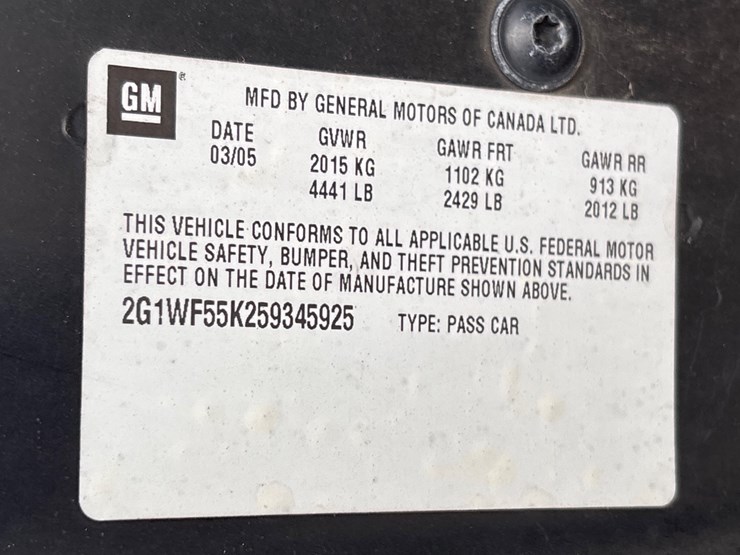 GM ®
MFD BY GENERAL MOTORS OF CANADA LTD.
DATE GVWR GAWR FRT GAWR RR
03/05 2015 KG 1102 KG 913 KG
4441 LB 2429 LB 2012 LB
THIS VEHICLE CONFORMS TO ALL APPLICABLE U.S. FEDERAL MOTOR
VEHICLE SAFETY, BUMPER, AND THEFT PREVENTION STANDARDS IN
EFFECT ON THE DATE OF MANUFACTURE SHOWN ABOVE.
2G1WF55K259345925 TYPE: PASS CAR